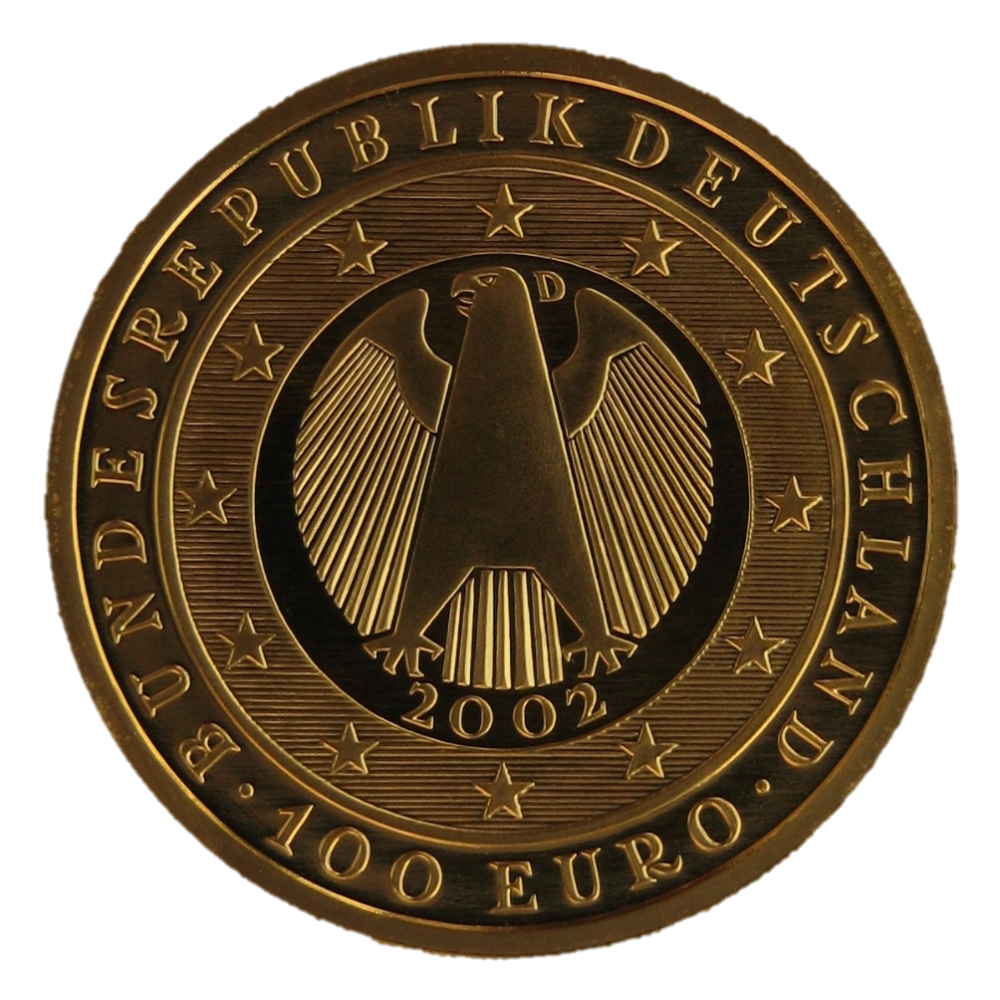 BUNDESREPUBLIK DEUTSCHLAND
· 100 EURO ·
D
2002